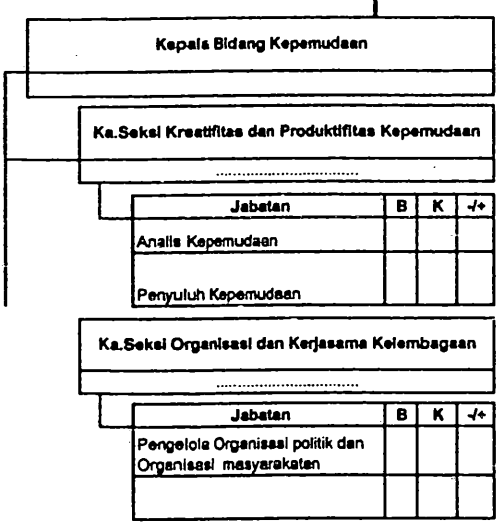 Kepala Bidang Kepemudaan
Ka.Seksi Kreatifitas dan Produktifitas Kepemudaan
................................
Jabatan B K -/+
Analis Kepemudaan
Penyuluh Kepemudaan
Ka.Seksi Organisasi dan Kerjasama Kelembagaan
................................
Jabatan B K -/+
Pengelola Organisasi politik dan
Organisasi masyarakatan